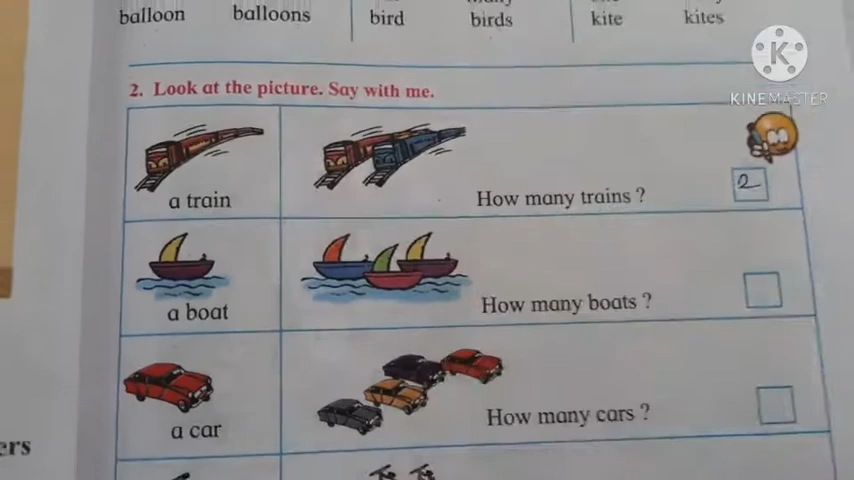 balloon balloons bird birds kite kites
K
KINEMASTER
2. Look at the picture. Say with me.
a train How many trains ? 2
a boat How many boats ?
a car How many cars ?
ers